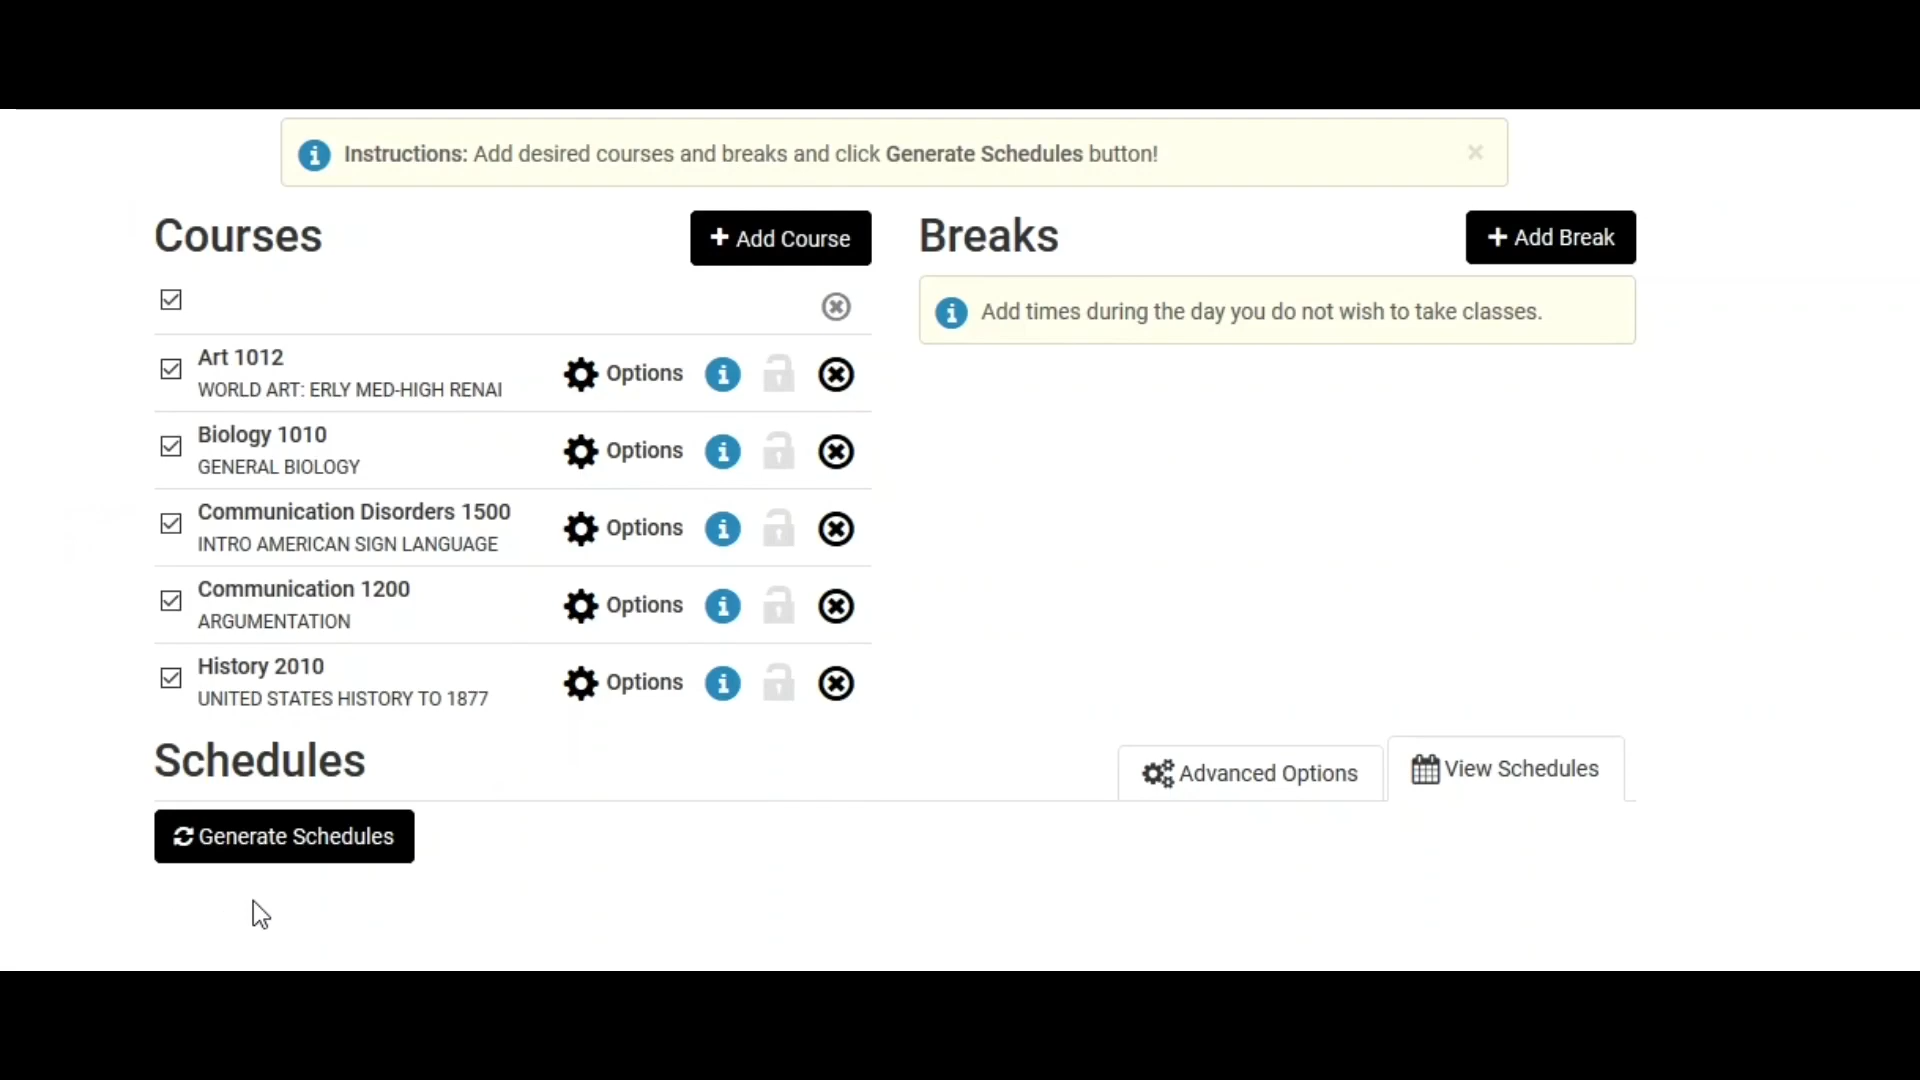 Instructions: Add desired courses and breaks and click Generate Schedules button!
Courses
Add Course
Breaks
Add Break
Add times during the day you do not wish to take classes.
Art 1012
WORLD ART: ERLY MED-HIGH RENAI
Options
Biology 1010
GENERAL BIOLOGY
Options
Communication Disorders 1500
INTRO AMERICAN SIGN LANGUAGE
Options
Communication 1200
ARGUMENTATION
Options
History 2010
UNITED STATES HISTORY TO 1877
Options
Schedules
Advanced Options
View Schedules
Generate Schedules